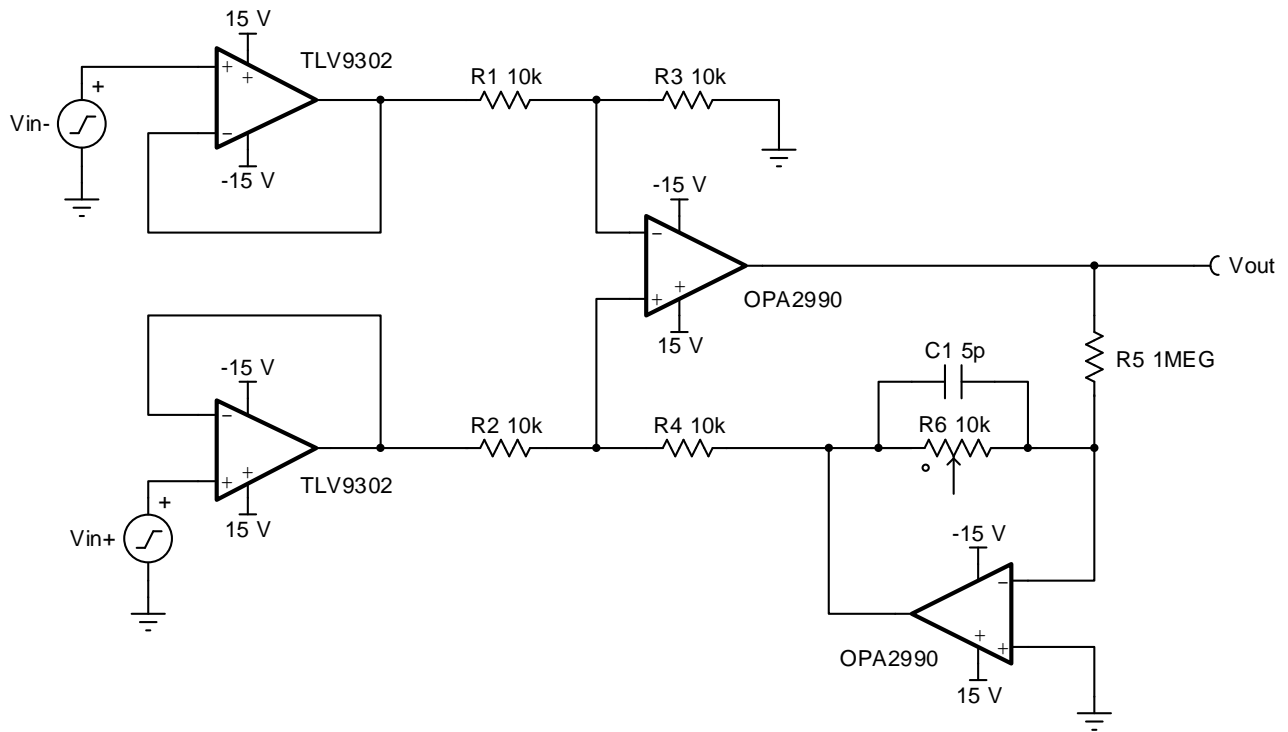 15 V
TLV9302
+
+
+
Vin-
−
-15 V
R1 10k
R3 10k
-15 V
−
+
+
OPA2990
15 V
Vout
-15 V
−
+
+
TLV9302
15 V
+
Vin+
R2 10k
R4 10k
C1 5p
R6 10k
R5 1MEG
-15 V
−
+
+
OPA2990
15 V